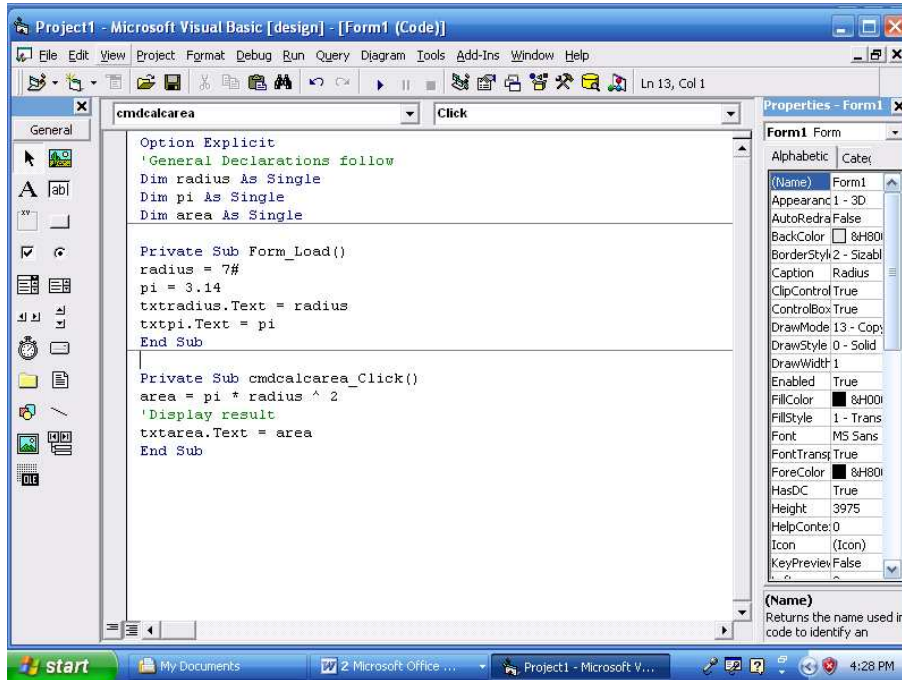 Project1 - Microsoft Visual Basic [design] - [Form1 (Code)]
File Edit View Project Format Debug Run Query Diagram Tools Add-Ins Window Help
Ln 13, Col 1
General
A ab|
xv
OLE
cmdcalcarea Click
Option Explicit
'General Declarations follow
Dim radius As Single
Dim pi As Single
Dim area As Single
Private Sub Form_Load()
radius = 7#
pi = 3.14
txtradius.Text = radius
txtpi.Text = pi
End Sub
Private Sub cmdcalcarea_Click()
area = pi * radius ^ 2
'Display result
txtarea.Text = area
End Sub
Properties - Form1
Form1 Form
Alphabetic Categ
(Name) Form1
Appearanc 1 - 3D
AutoRedra False
BackColor &H800
BorderStyl 2 - Sizabl
Caption Radius
ClipControl True
ControlBox True
DrawMode 13 - Copy
DrawStyle 0 - Solid
DrawWidth 1
Enabled True
FillColor &H000
FillStyle 1 - Trans
Font MS Sans
FontTransp True
ForeColor &H800
HasDC True
Height 3975
HelpConte: 0
Icon (Icon)
KeyPreview False
(Name)
Returns the name used in
code to identify an
start My Documents 2 Microsoft Office ... Project1 - Microsoft V... 4:28 PM